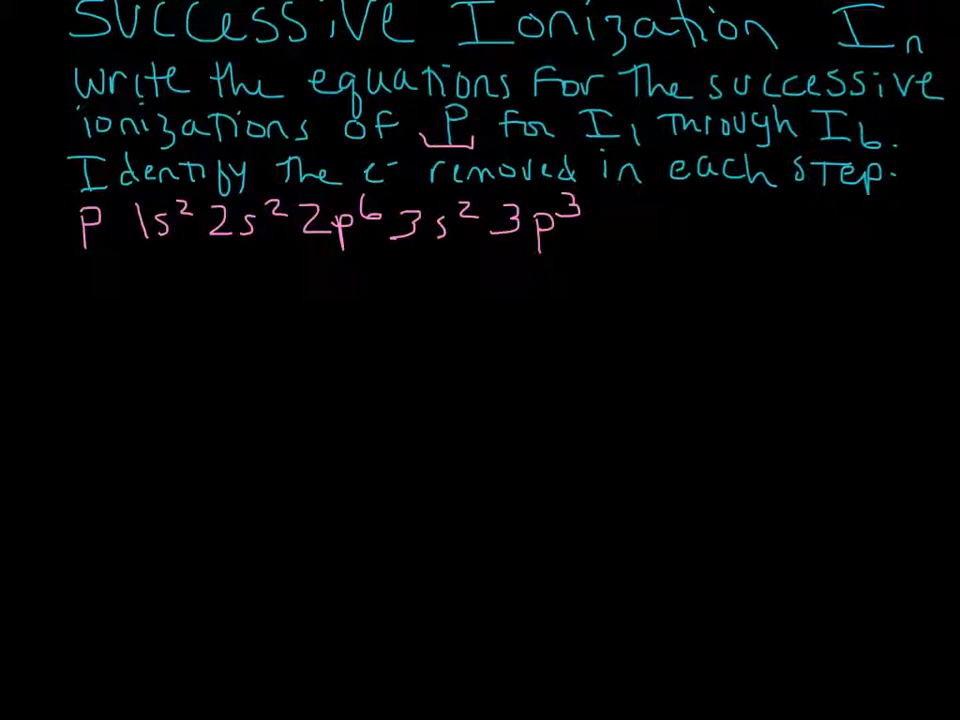 Successive Ionization Iₙ
write the equations for the successive
ionizations of P for I₁ through I₆.
Identify the e⁻ removed in each step.
P 1s² 2s² 2p⁶ 3s² 3p³